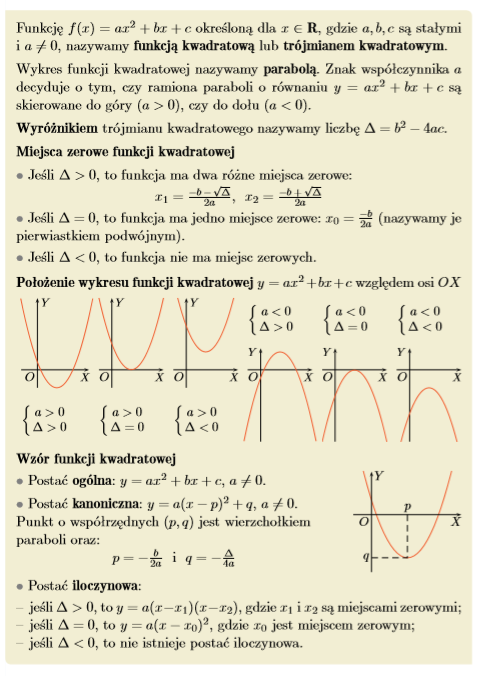 Funkcję f(x) = ax² + bx + c określoną dla x ∈ R, gdzie a, b, c są stałymi
i a ≠ 0, nazywamy funkcją kwadratową lub trójmianem kwadratowym.
Wykres funkcji kwadratowej nazywamy parabolą. Znak współczynnika a
decyduje o tym, czy ramiona paraboli o równaniu y = ax² + bx + c są
skierowane do góry (a > 0), czy do dołu (a < 0).
Wyróżnikiem trójmianu kwadratowego nazywamy liczbę Δ = b² − 4ac.
Miejsca zerowe funkcji kwadratowej
• Jeśli Δ > 0, to funkcja ma dwa różne miejsca zerowe:
x₁ = (−b−√Δ)/2a, x₂ = (−b+√Δ)/2a
• Jeśli Δ = 0, to funkcja ma jedno miejsce zerowe: x₀ = −b/2a (nazywamy je
pierwiastkiem podwójnym).
• Jeśli Δ < 0, to funkcja nie ma miejsc zerowych.
Położenie wykresu funkcji kwadratowej y = ax²+bx+c względem osi OX
Y Y Y { a < 0 { a < 0 { a < 0
Δ > 0 Δ = 0 Δ < 0
Y Y Y
O X O X O X O X O X O X
{ a > 0 { a > 0 { a > 0
Δ > 0 Δ = 0 Δ < 0
Wzór funkcji kwadratowej
• Postać ogólna: y = ax² + bx + c, a ≠ 0.
• Postać kanoniczna: y = a(x − p)² + q, a ≠ 0.
Punkt o współrzędnych (p, q) jest wierzchołkiem
paraboli oraz:
p = −b/2a i q = −Δ/4a
Y
p
O X
q
• Postać iloczynowa:
– jeśli Δ > 0, to y = a(x−x₁)(x−x₂), gdzie x₁ i x₂ są miejscami zerowymi;
– jeśli Δ = 0, to y = a(x − x₀)², gdzie x₀ jest miejscem zerowym;
– jeśli Δ < 0, to nie istnieje postać iloczynowa.